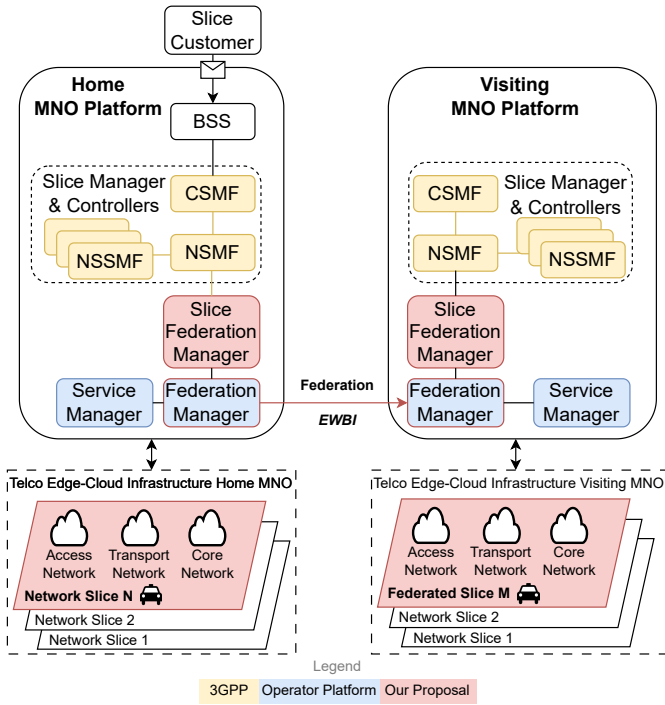 Slice
Customer
Home
MNO Platform
BSS
Slice Manager
& Controllers
CSMF
NSMF
NSSMF
Slice
Federation
Manager
Service
Manager
Federation
Manager
Federation
EWBI
Visiting
MNO Platform
CSMF
Slice Manager
& Controllers
NSMF
NSSMF
Slice
Federation
Manager
Federation
Manager
Service
Manager
Telco Edge-Cloud Infrastructure Home MNO
Access
Network
Transport
Network
Core
Network
Network Slice N
Network Slice 2
Network Slice 1
Telco Edge-Cloud Infrastructure Visiting MNO
Access
Network
Transport
Network
Core
Network
Federated Slice M
Network Slice 2
Network Slice 1
Legend
3GPP
Operator Platform
Our Proposal